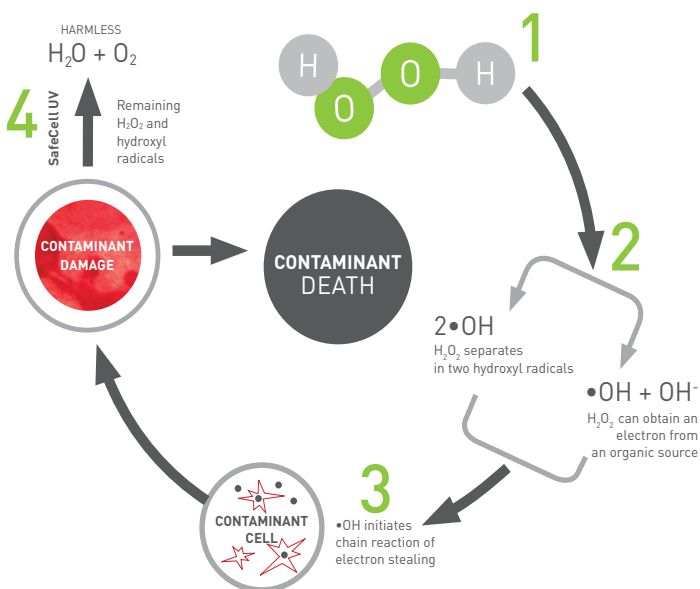 1
H
O
O
H
2
2•OH
H₂O₂ separates
in two hydroxyl radicals
•OH + OH⁻
H₂O₂ can obtain an
electron from
an organic source
3
•OH initiates
chain reaction of
electron stealing
CONTAMINANT
CELL
CONTAMINANT
DAMAGE
CONTAMINANT
DEATH
4
SafeCell UV
Remaining
H₂O₂ and
hydroxyl
radicals
HARMLESS
H₂O + O₂